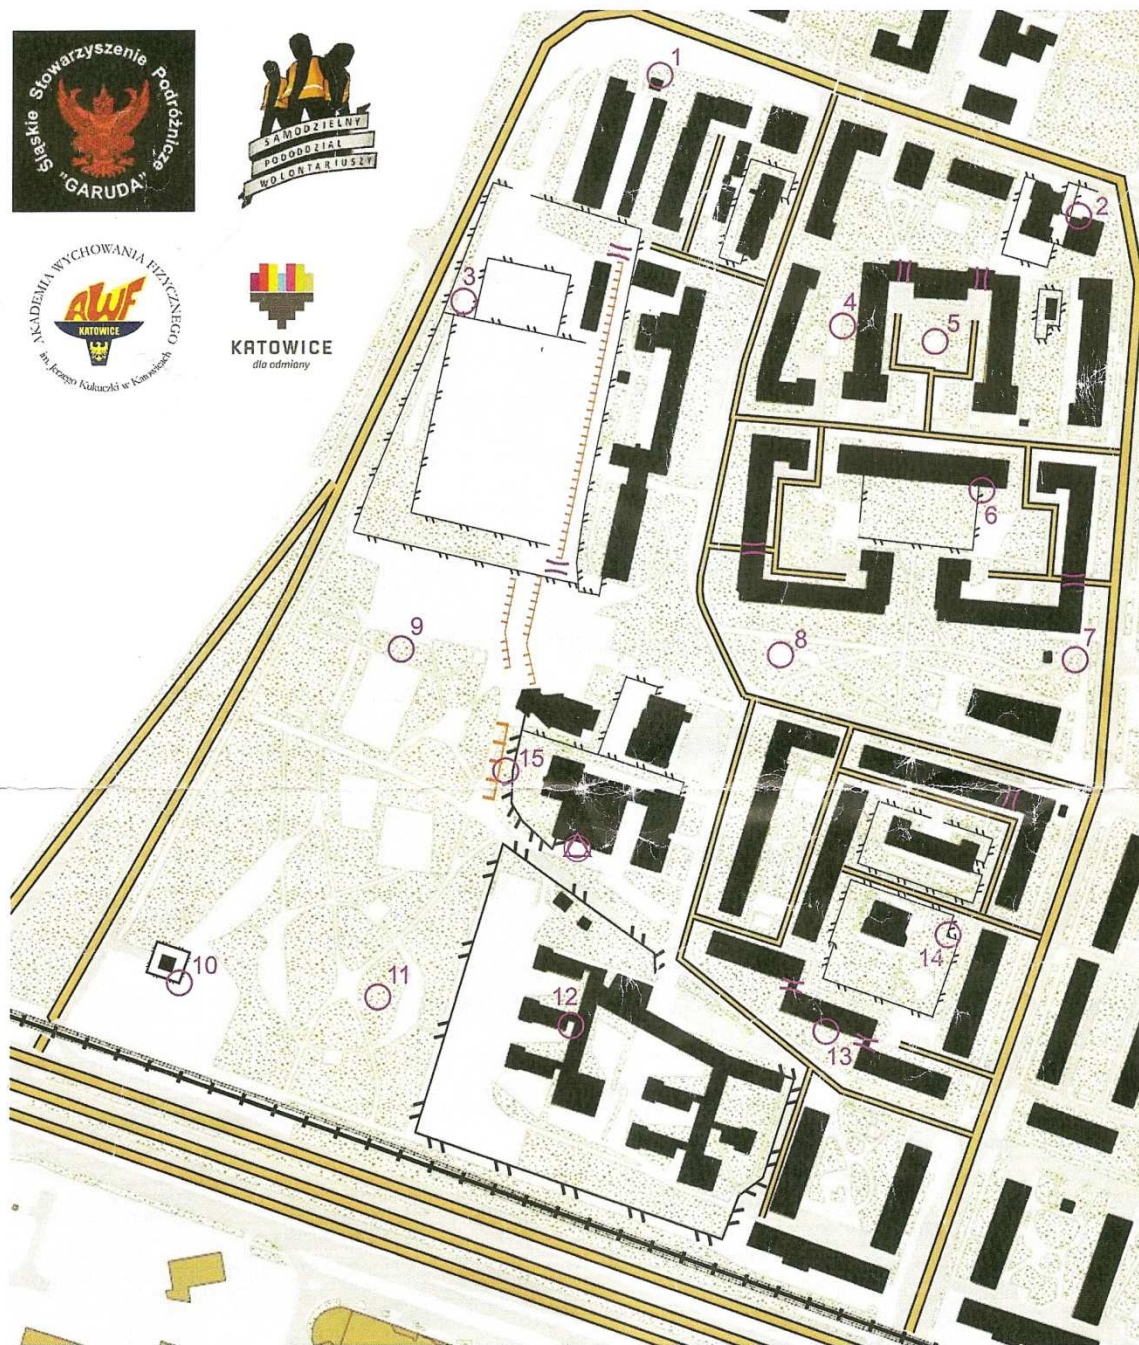 Śląskie Stowarzyszenie Podróżnicze
"GARUDA"
SAMODZIELNY
PODODDZIAŁ
WOLONTARIUSZY
AKADEMIA WYCHOWANIA FIZYCZNEGO
AWF
KATOWICE
im. Jerzego Kukuczki w Katowicach
KATOWICE
dla odmiany
1
2
3
4
5
6
7
8
9
10
11
12
13
14
15